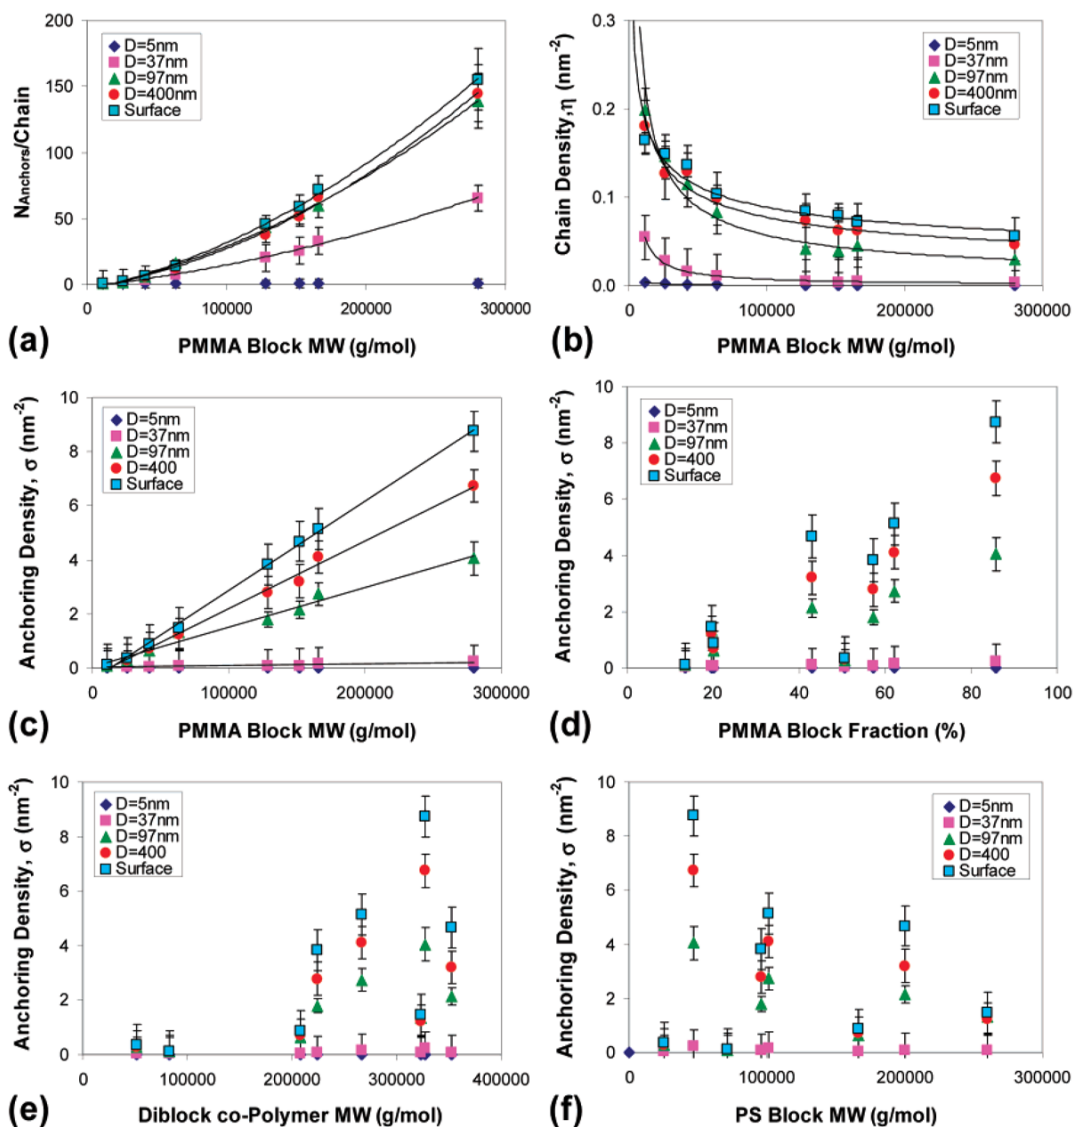 200
150
100
50
0
N_Anchors/Chain
D=5nm
D=37nm
D=97nm
D=400nm
Surface
0 100000 200000 300000
PMMA Block MW (g/mol)
(a)
0.3
0.2
0.1
0.0
Chain Density,η (nm⁻²)
D=5nm
D=37nm
D=97nm
D=400nm
Surface
0 100000 200000 300000
PMMA Block MW (g/mol)
(b)
10
8
6
4
2
0
Anchoring Density, σ (nm⁻²)
D=5nm
D=37nm
D=97nm
D=400
Surface
0 100000 200000 300000
PMMA Block MW (g/mol)
(c)
10
8
6
4
2
0
Anchoring Density, σ (nm⁻²)
D=5nm
D=37nm
D=97nm
D=400
Surface
0 20 40 60 80 100
PMMA Block Fraction (%)
(d)
10
8
6
4
2
0
Anchoring Density, σ (nm⁻²)
D=5nm
D=37nm
D=97nm
D=400
Surface
0 100000 200000 300000 400000
Diblock co-Polymer MW (g/mol)
(e)
10
8
6
4
2
0
Anchoring Density, σ (nm⁻²)
D=5nm
D=37nm
D=97nm
D=400
Surface
0 100000 200000 300000
PS Block MW (g/mol)
(f)